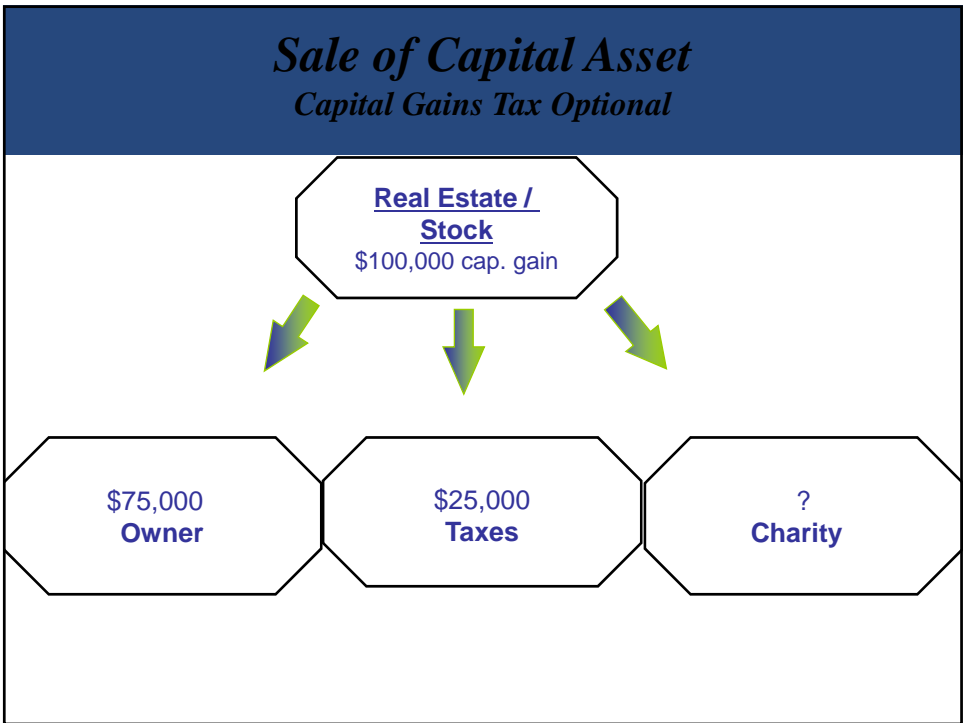 Sale of Capital Asset
Capital Gains Tax Optional
Real Estate /
Stock
$100,000 cap. gain
$75,000
Owner
$25,000
Taxes
?
Charity